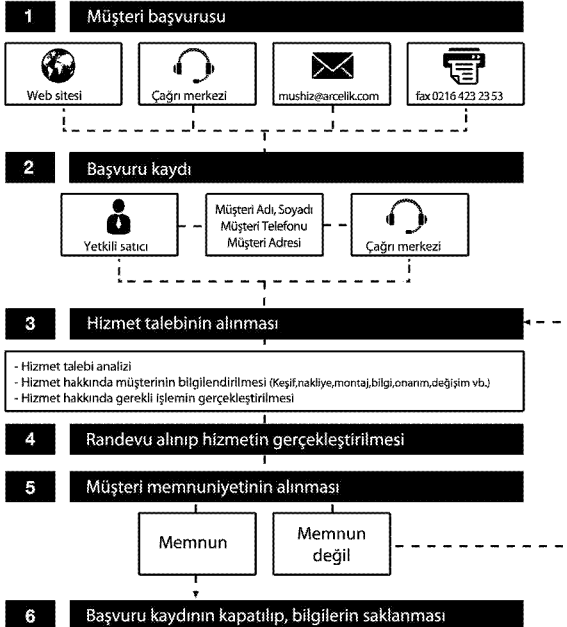 1 Müşteri başvurusu
Web sitesi
Çağrı merkezi
mushiz@arcelik.com
fax 0216 423 23 53
2 Başvuru kaydı
Yetkili satıcı
Müşteri Adı, Soyadı
Müşteri Telefonu
Müşteri Adresi
Çağrı merkezi
3 Hizmet talebinin alınması
- Hizmet talebi analizi
- Hizmet hakkında müşterinin bilgilendirilmesi (Keşif,nakliye,montaj,bilgi,onarım,değişim vb.)
- Hizmet hakkında gerekli işlemin gerçekleştirilmesi
4 Randevu alınıp hizmetin gerçekleştirilmesi
5 Müşteri memnuniyetinin alınması
Memnun
Memnun
değil
6 Başvuru kaydının kapatılıp, bilgilerin saklanması